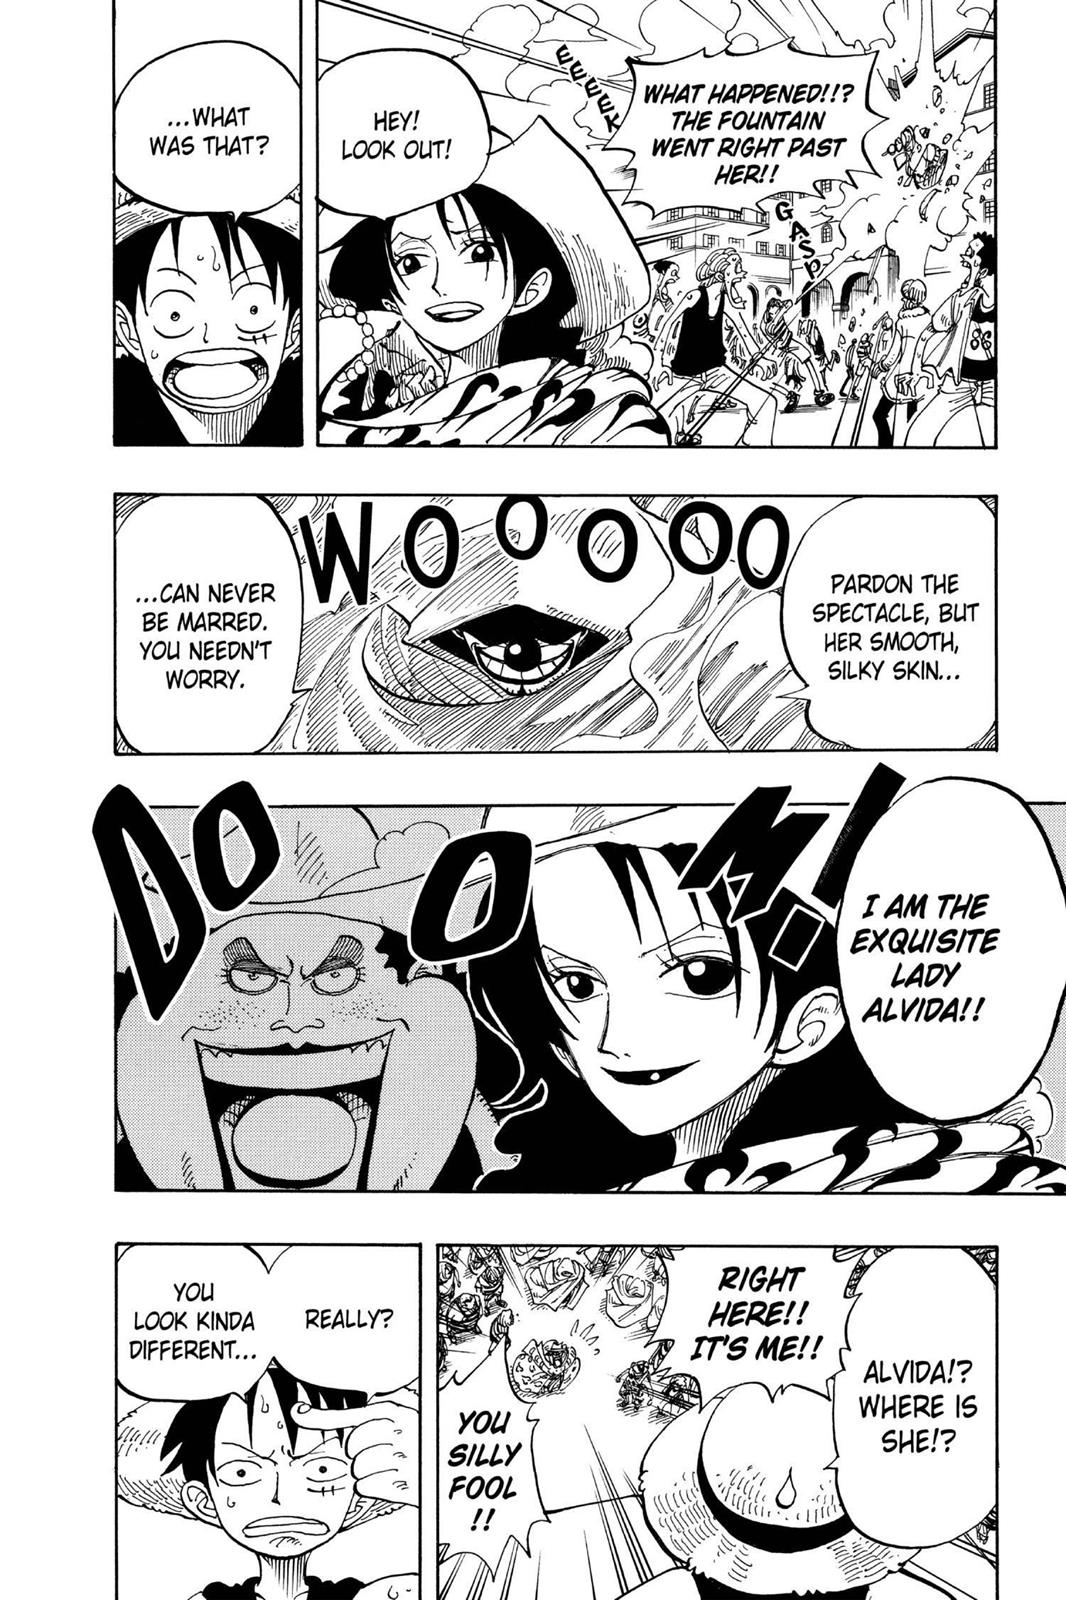 WHAT HAPPENED!!?
THE FOUNTAIN
WENT RIGHT PAST
HER!!
EEEEEK
GASP
HEY!
LOOK OUT!
...WHAT
WAS THAT?
PARDON THE
SPECTACLE, BUT
HER SMOOTH,
SILKY SKIN...
WOOOOOO
...CAN NEVER
BE MARRED.
YOU NEEDN'T
WORRY.
I AM THE
EXQUISITE
LADY
ALVIDA!!
DOOM!
ALVIDA!?
WHERE IS
SHE!?
RIGHT
HERE!!
IT'S ME!!
YOU
SILLY
FOOL
!!
REALLY?
YOU
LOOK KINDA
DIFFERENT...